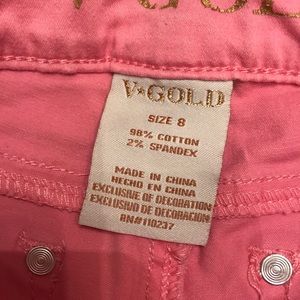 V★GOLD
SIZE 8
98% COTTON
2% SPANDEX
MADE IN CHINA
HECHO EN CHINA
EXCLUSIVE OF DECORATION
EXCLUSIVO DE DECORACION
RN#110237